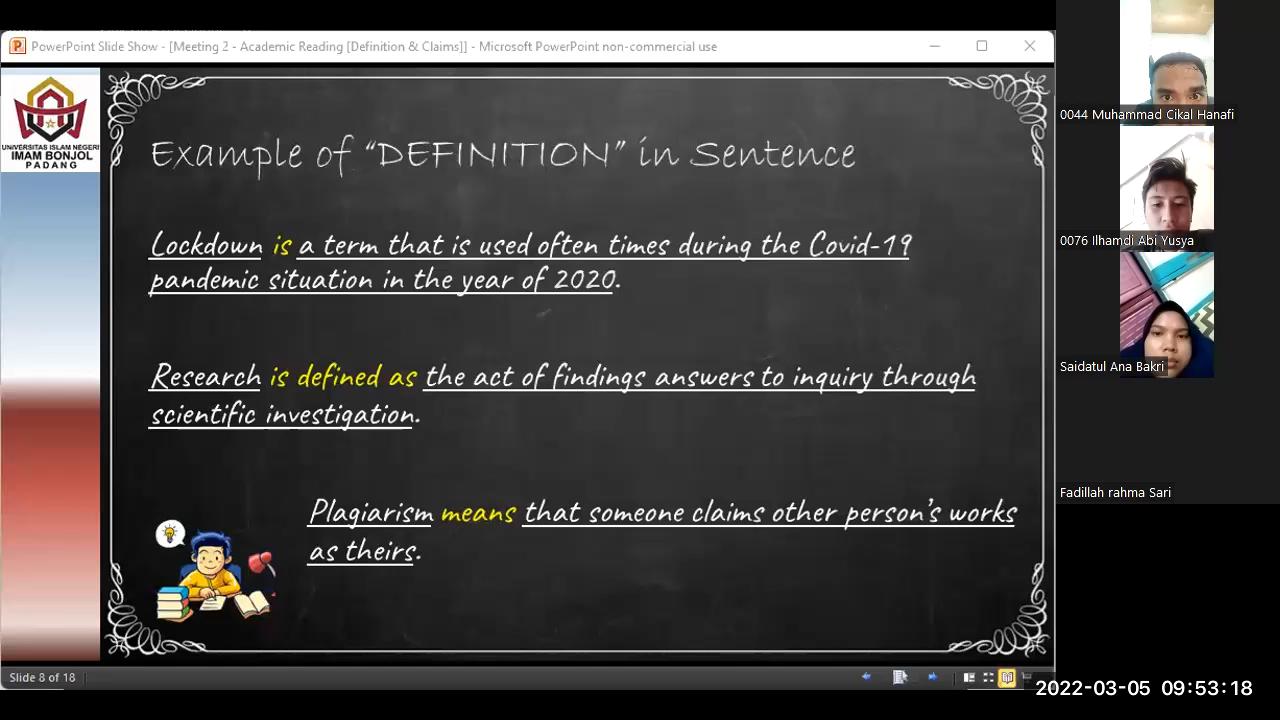 PowerPoint Slide Show - [Meeting 2 - Academic Reading [Definition & Claims]] - Microsoft PowerPoint non-commercial use
UNIVERSITAS ISLAM NEGERI
IMAM BONJOL
PADANG
Example of “DEFINITION” in Sentence
Lockdown is a term that is used often times during the Covid-19
pandemic situation in the year of 2020.
Research is defined as the act of findings answers to inquiry through
scientific investigation.
Plagiarism means that someone claims other person’s works
as theirs.
Slide 8 of 18
0044 Muhammad Cikal Hanafi
0076 Ilhamdi Abi Yusya
Saidatul Ana Bakri
Fadillah rahma Sari
2022-03-05 09:53:18